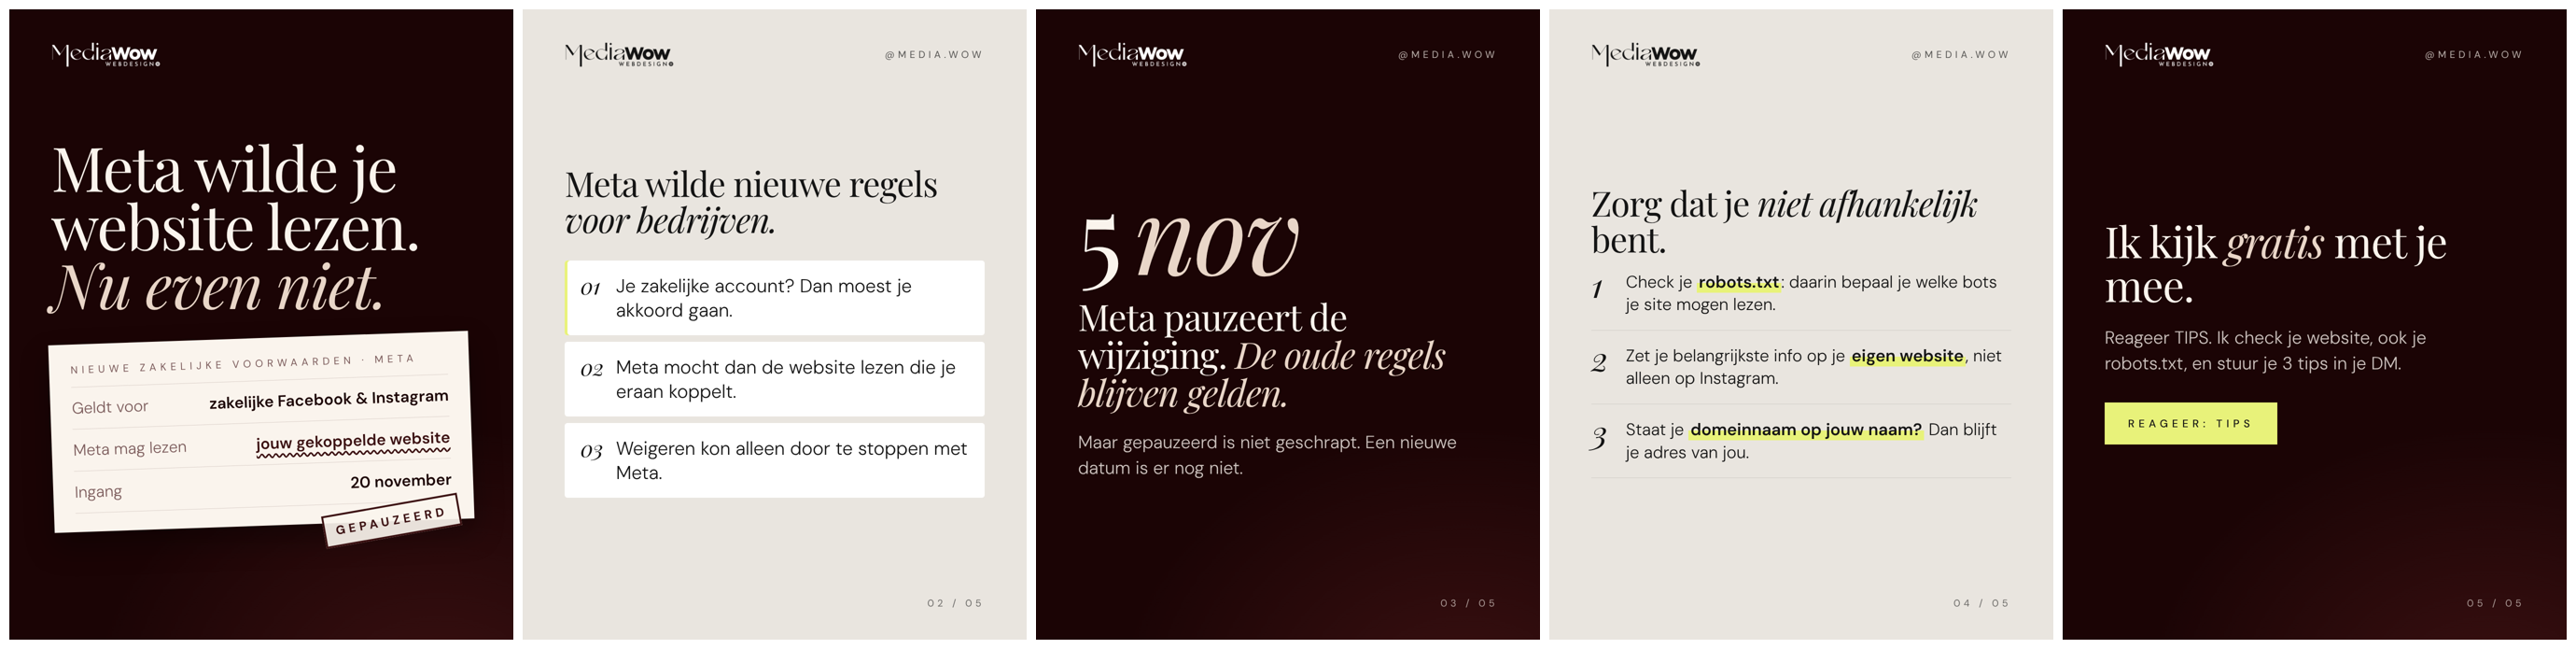 MediaWow
WEBDESIGN
Meta wilde je
website lezen.
Nu even niet.
NIEUWE ZAKELIJKE VOORWAARDEN · META
Geldt voor zakelijke Facebook & Instagram
Meta mag lezen jouw gekoppelde website
Ingang 20 november
GEPAUZEERD
MediaWow
WEBDESIGN
@MEDIA.WOW
Meta wilde nieuwe regels
voor bedrijven.
01 Je zakelijke account? Dan moest je
akkoord gaan.
02 Meta mocht dan de website lezen die je
eraan koppelt.
03 Weigeren kon alleen door te stoppen met
Meta.
02 / 05
MediaWow
WEBDESIGN
@MEDIA.WOW
5 nov
Meta pauzeert de
wijziging. De oude regels
blijven gelden.
Maar gepauzeerd is niet geschrapt. Een nieuwe
datum is er nog niet.
03 / 05
MediaWow
WEBDESIGN
@MEDIA.WOW
Zorg dat je niet afhankelijk
bent.
1 Check je robots.txt: daarin bepaal je welke bots
je site mogen lezen.
2 Zet je belangrijkste info op je eigen website, niet
alleen op Instagram.
3 Staat je domeinnaam op jouw naam? Dan blijft
je adres van jou.
04 / 05
MediaWow
WEBDESIGN
@MEDIA.WOW
Ik kijk gratis met je
mee.
Reageer TIPS. Ik check je website, ook je
robots.txt, en stuur je 3 tips in je DM.
REAGEER: TIPS
05 / 05